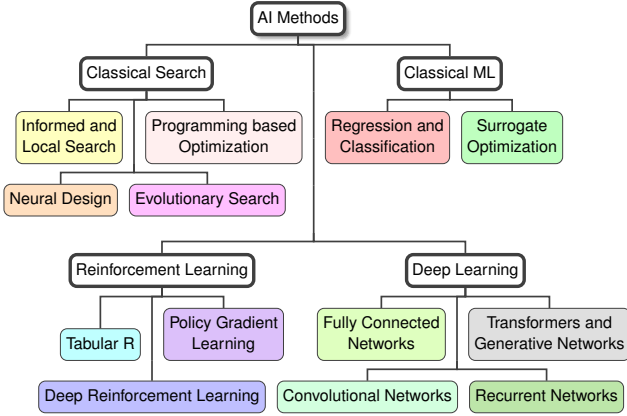 AI Methods
Classical Search
Classical ML
Informed and
Local Search
Programming based
Optimization
Regression and
Classification
Surrogate
Optimization
Neural Design
Evolutionary Search
Reinforcement Learning
Deep Learning
Tabular R
Policy Gradient
Learning
Fully Connected
Networks
Transformers and
Generative Networks
Deep Reinforcement Learning
Convolutional Networks
Recurrent Networks